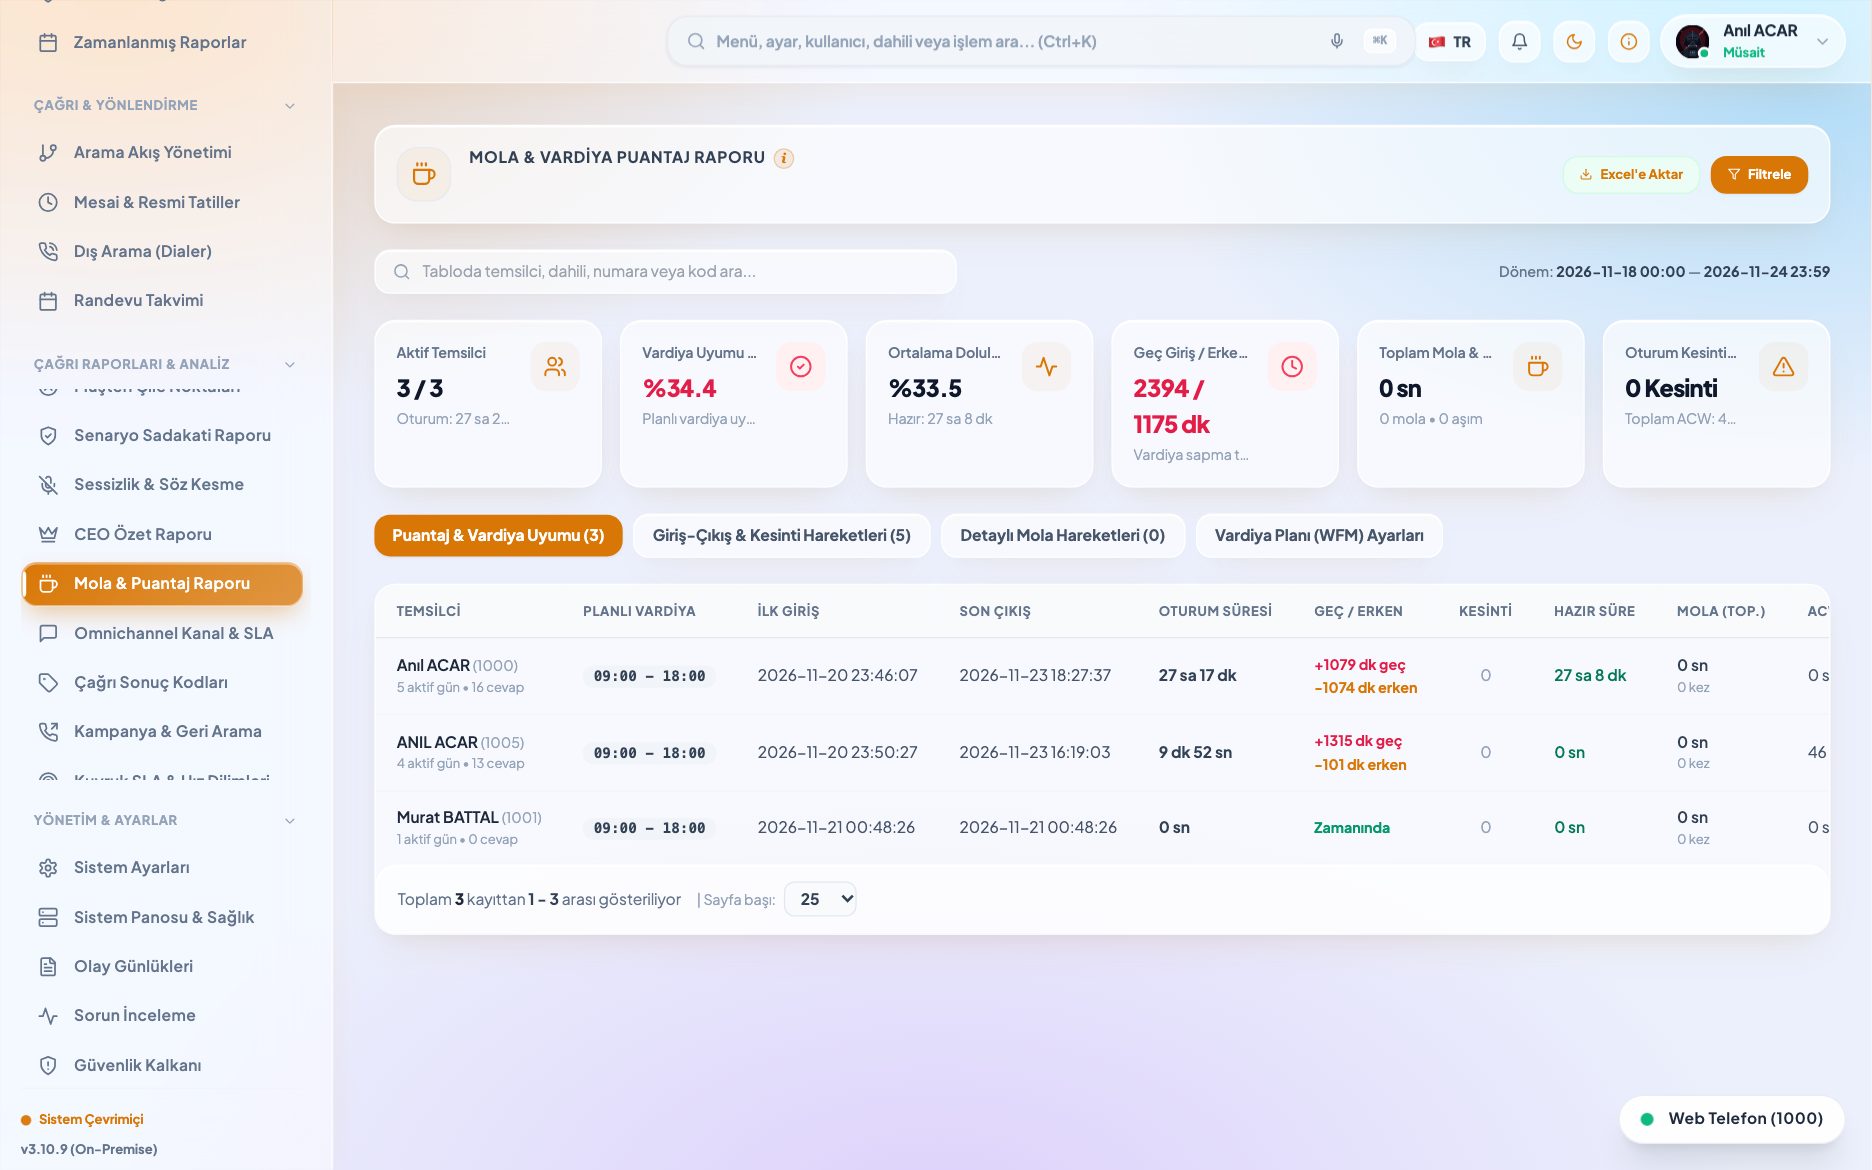 Zamanlanmış Raporlar
ÇAĞRI & YÖNLENDİRME
Arama Akış Yönetimi
Mesai & Resmi Tatiller
Dış Arama (Dialer)
Randevu Takvimi
ÇAĞRI RAPORLARI & ANALİZ
Senaryo Sadakati Raporu
Sessizlik & Söz Kesme
CEO Özet Raporu
Mola & Puantaj Raporu
Omnichannel Kanal & SLA
Çağrı Sonuç Kodları
Kampanya & Geri Arama
YÖNETİM & AYARLAR
Sistem Ayarları
Sistem Panosu & Sağlık
Olay Günlükleri
Sorun İnceleme
Güvenlik Kalkanı
Sistem Çevrimiçi
v3.10.9 (On-Premise)
Menü, ayar, kullanıcı, dahili veya işlem ara... (Ctrl+K)
⌘K
TR
Anıl ACAR
Müsait
MOLA & VARDİYA PUANTAJ RAPORU
Excel'e Aktar
Filtrele
Tabloda temsilci, dahili, numara veya kod ara...
Dönem: 2026-11-18 00:00 — 2026-11-24 23:59
Aktif Temsilci
3 / 3
Oturum: 27 sa 2...
Vardiya Uyumu ...
%34.4
Planlı vardiya uy...
Ortalama Dolul...
%33.5
Hazır: 27 sa 8 dk
Geç Giriş / Erke...
2394 /
1175 dk
Vardiya sapma t...
Toplam Mola & ...
0 sn
0 mola • 0 aşım
Oturum Kesinti...
0 Kesinti
Toplam ACW: 4...
Puantaj & Vardiya Uyumu (3)
Giriş-Çıkış & Kesinti Hareketleri (5)
Detaylı Mola Hareketleri (0)
Vardiya Planı (WFM) Ayarları
TEMSİLCİ PLANLI VARDİYA İLK GİRİŞ SON ÇIKIŞ OTURUM SÜRESİ GEÇ / ERKEN KESİNTİ HAZIR SÜRE MOLA (TOP.)
Anıl ACAR (1000)
5 aktif gün • 16 cevap
09:00 – 18:00
2026-11-20 23:46:07
2026-11-23 18:27:37
27 sa 17 dk
+1079 dk geç
-1074 dk erken
0
27 sa 8 dk
0 sn
0 kez
0 s
ANIL ACAR (1005)
4 aktif gün • 13 cevap
09:00 – 18:00
2026-11-20 23:50:27
2026-11-23 16:19:03
9 dk 52 sn
+1315 dk geç
-101 dk erken
0
0 sn
0 sn
0 kez
46
Murat BATTAL (1001)
1 aktif gün • 0 cevap
09:00 – 18:00
2026-11-21 00:48:26
2026-11-21 00:48:26
0 sn
Zamanında
0
0 sn
0 sn
0 kez
0 s
Toplam 3 kayıttan 1 - 3 arası gösteriliyor | Sayfa başı: 25
Web Telefon (1000)